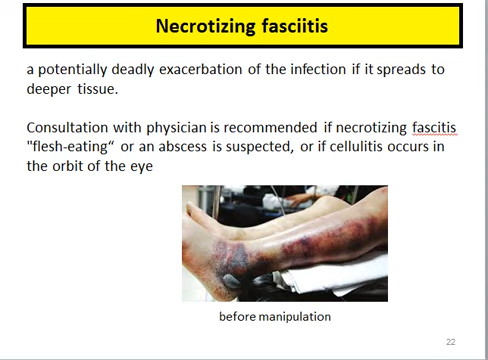 Necrotizing fasciitis
a potentially deadly exacerbation of the infection if it spreads to
deeper tissue.
Consultation with physician is recommended if necrotizing fascitis
"flesh-eating“ or an abscess is suspected, or if cellulitis occurs in
the orbit of the eye
before manipulation
22